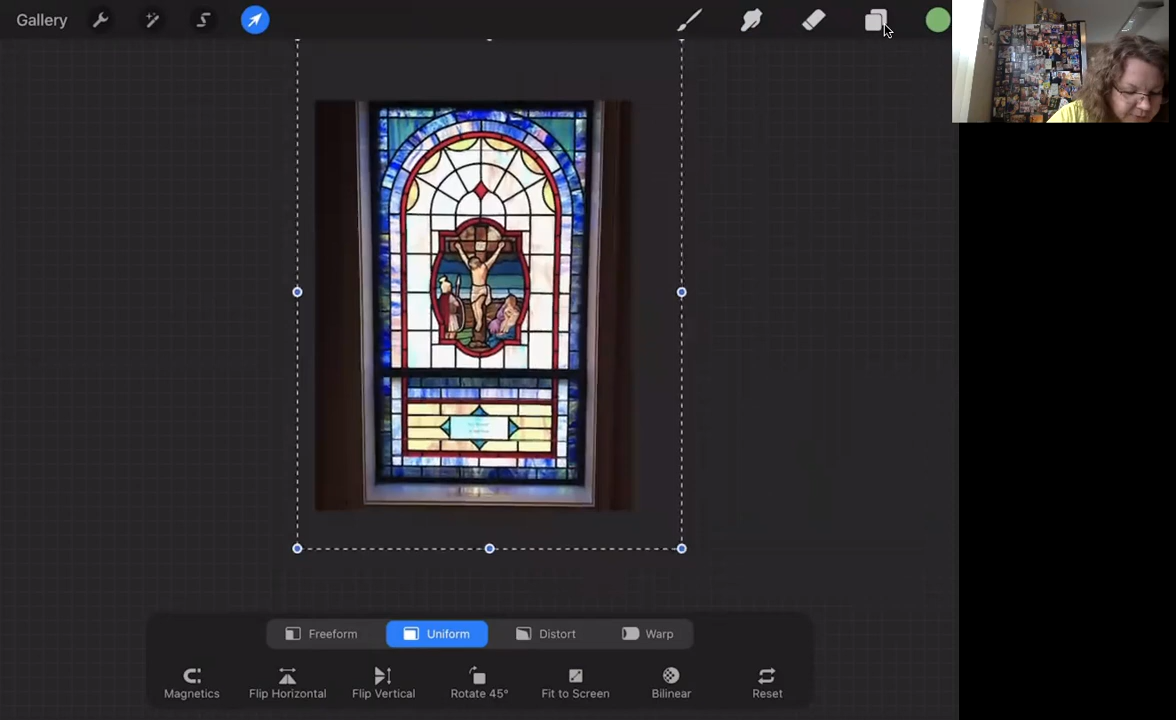 Gallery
Freeform Uniform Distort Warp
Magnetics Flip Horizontal Flip Vertical Rotate 45° Fit to Screen Bilinear Reset